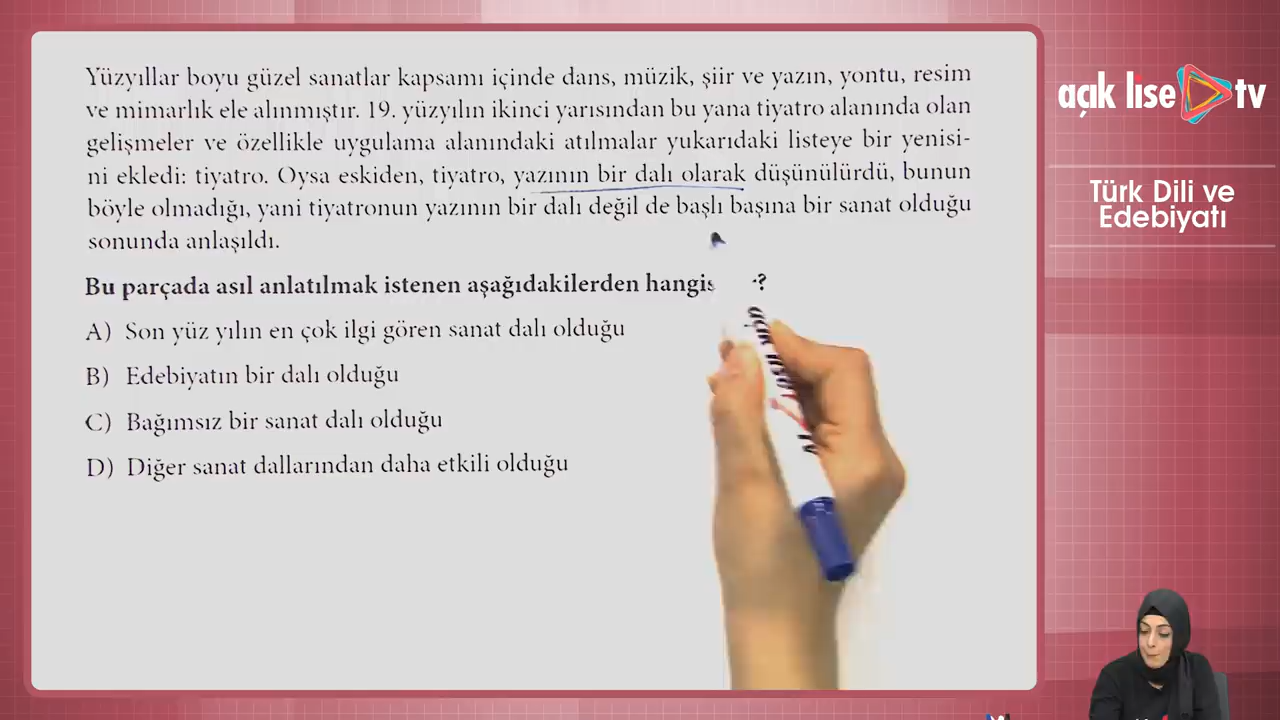 Yüzyıllar boyu güzel sanatlar kapsamı içinde dans, müzik, şiir ve yazın, yontu, resim
ve mimarlık ele alınmıştır. 19. yüzyılın ikinci yarısından bu yana tiyatro alanında olan
gelişmeler ve özellikle uygulama alanındaki atılmalar yukarıdaki listeye bir yenisi-
ni ekledi: tiyatro. Oysa eskiden, tiyatro, yazının bir dalı olarak düşünülürdü, bunun
böyle olmadığı, yani tiyatronun yazının bir dalı değil de başlı başına bir sanat olduğu
sonunda anlaşıldı.
Bu parçada asıl anlatılmak istenen aşağıdakilerden ?
A) Son yüz yılın en çok ilgi gören sanat dalı olduğu
B) Edebiyatın bir dalı olduğu
C) Bağımsız bir sanat dalı olduğu
D) Diğer sanat dallarından daha etkili olduğu
açık lise tv
Türk Dili ve
Edebiyatı